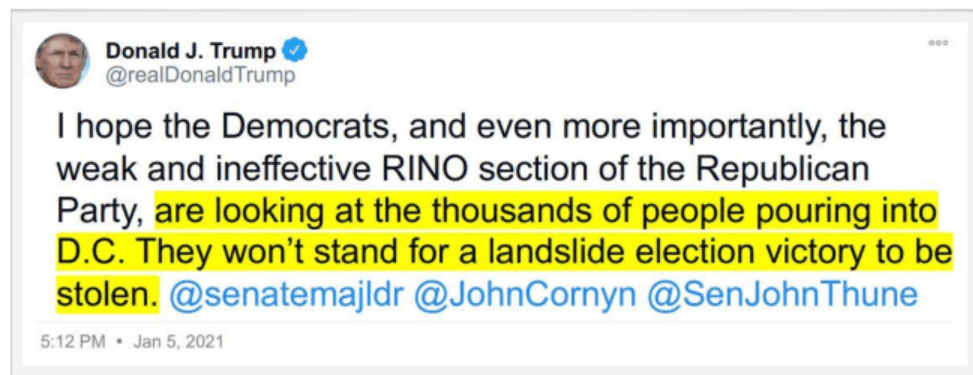 Donald J. Trump
@realDonaldTrump
I hope the Democrats, and even more importantly, the
weak and ineffective RINO section of the Republican
Party, are looking at the thousands of people pouring into
D.C. They won’t stand for a landslide election victory to be
stolen. @senatemajldr @JohnCornyn @SenJohnThune
5:12 PM • Jan 5, 2021